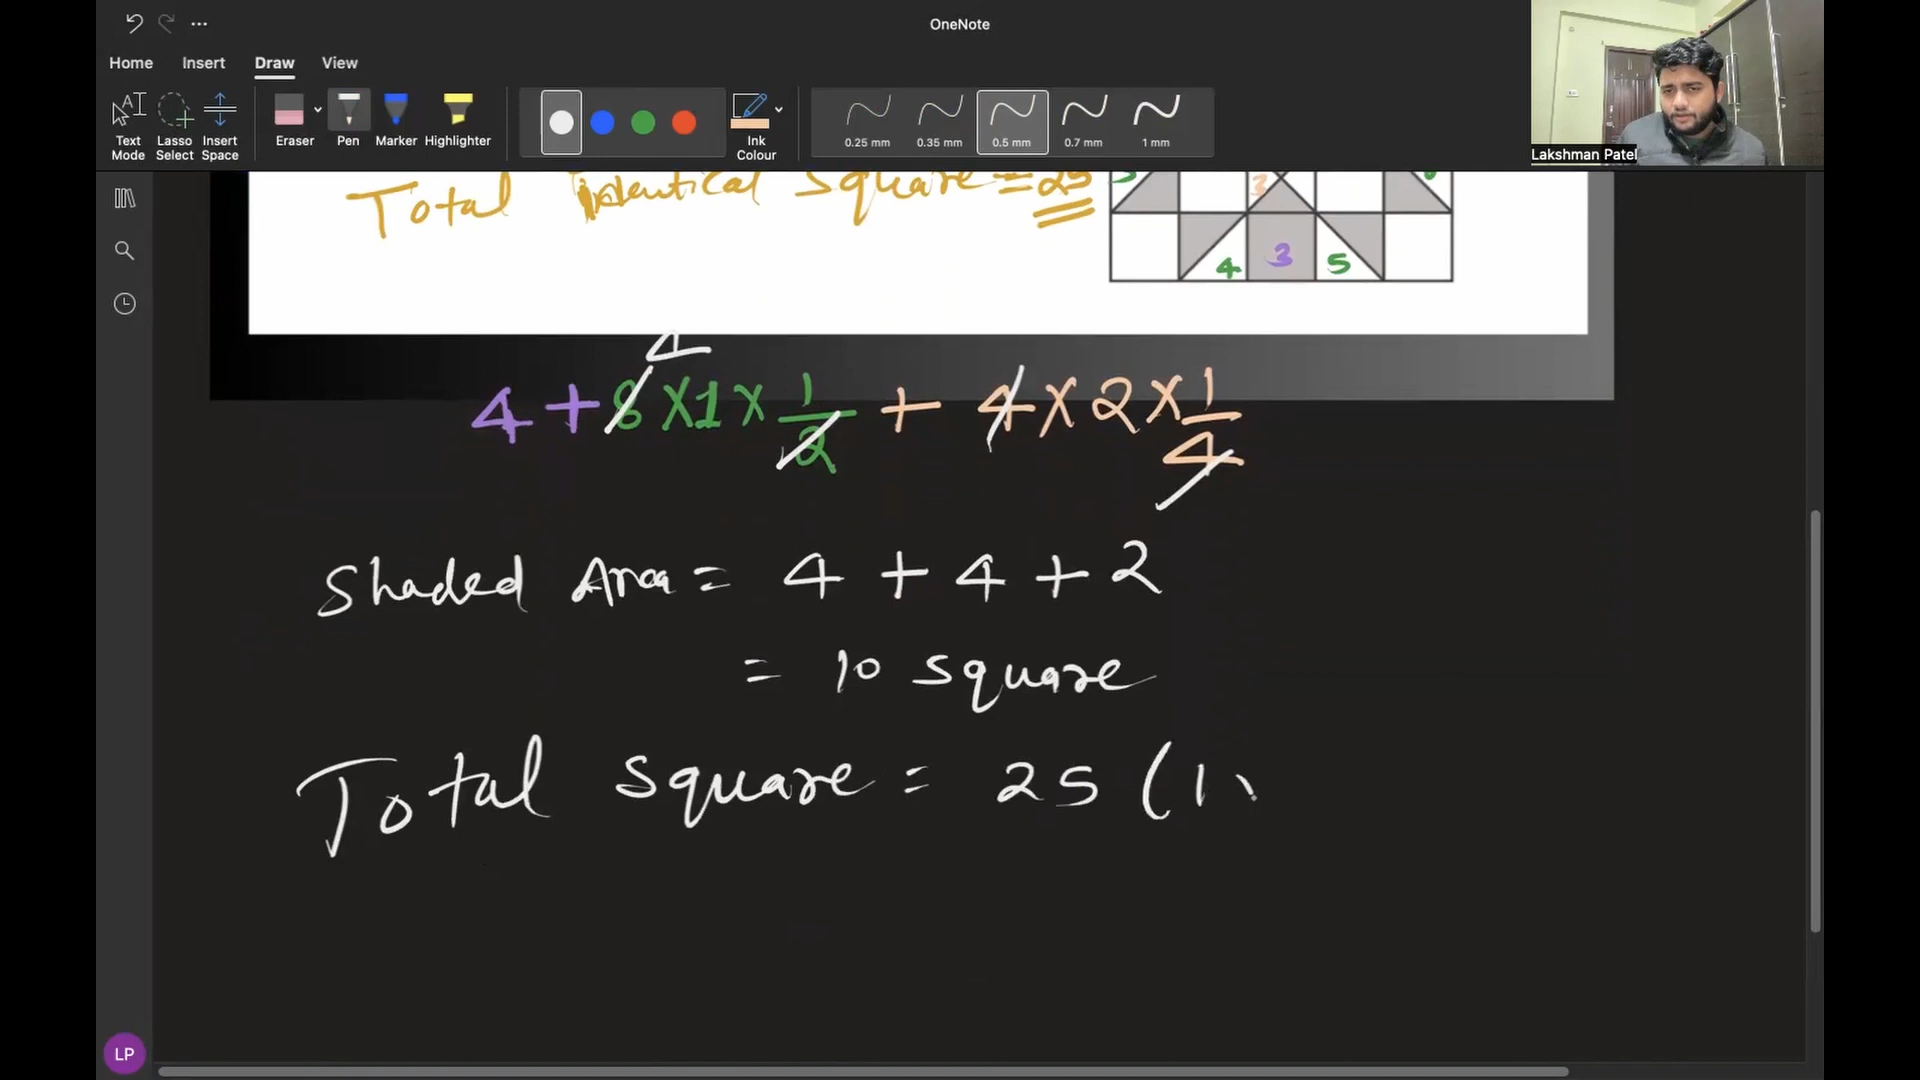 OneNote
Home Insert Draw View
Text Mode Lasso Select Insert Space Eraser Pen Marker Highlighter Ink Colour 0.25 mm 0.35 mm 0.5 mm 0.7 mm 1 mm
Lakshman Patel
Total identical Square = 25
3
4 3 5
4
4 + 8 X 1 X 1/2 + 4 X 2 X 1/4
Shaded Area = 4 + 4 + 2
= 10 square
Total square = 25 (1
LP